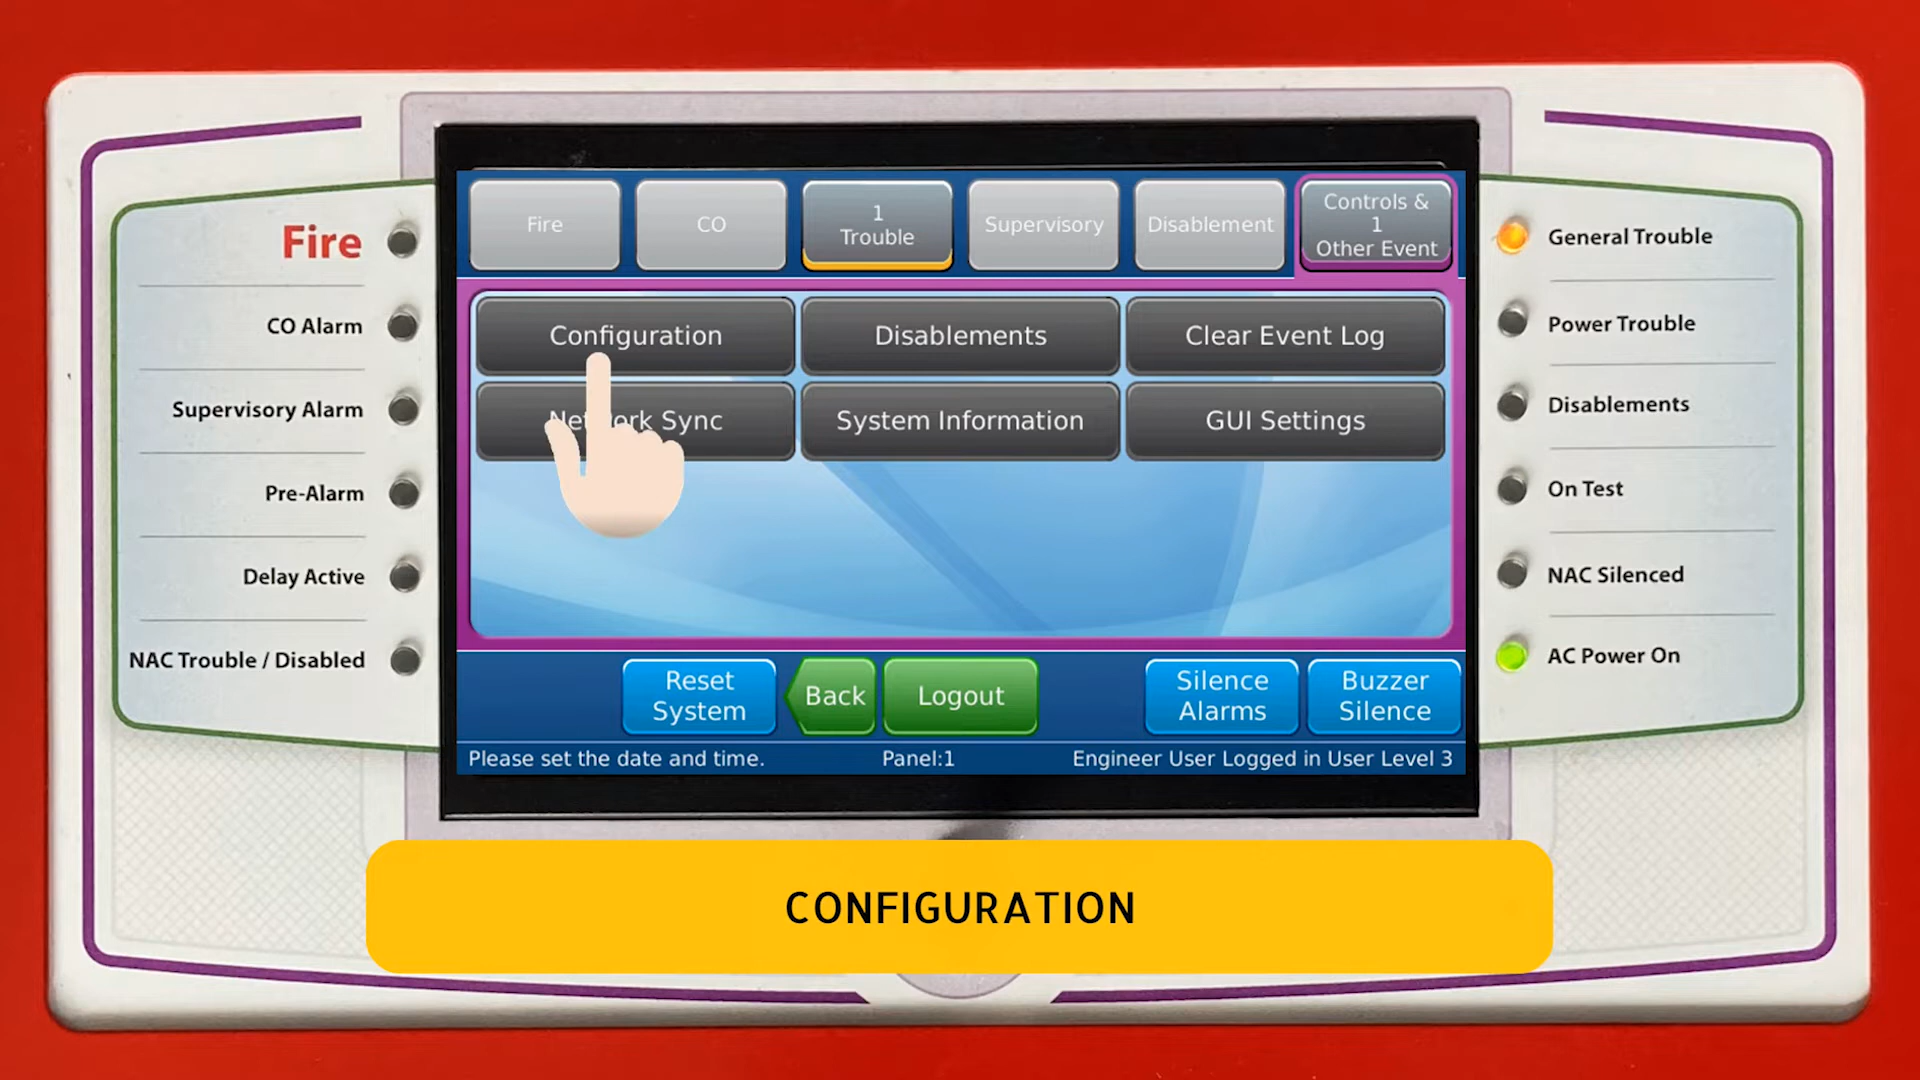 Fire
CO Alarm
Supervisory Alarm
Pre-Alarm
Delay Active
NAC Trouble / Disabled
Fire
CO
1
Trouble
Supervisory
Disablement
Controls &
1
Other Event
Configuration
Disablements
Clear Event Log
Network Sync
System Information
GUI Settings
Reset
System
Back
Logout
Silence
Alarms
Buzzer
Silence
Please set the date and time.
Panel:1
Engineer User Logged in User Level 3
General Trouble
Power Trouble
Disablements
On Test
NAC Silenced
AC Power On
CONFIGURATION